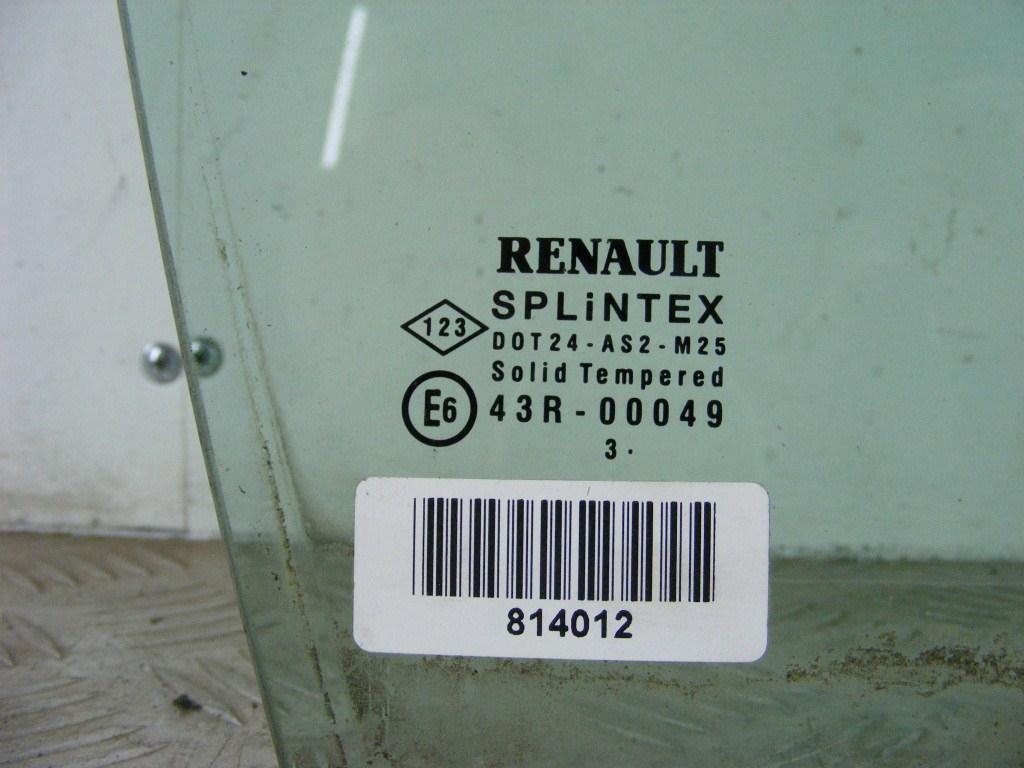 RENAULT
SPLiNTEX
123
DOT24-AS2-M25
Solid Tempered
E6 43R-00049
3.
814012